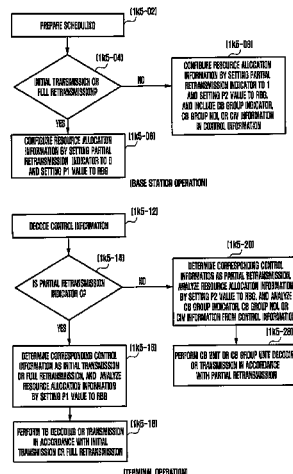 (1k5-02)
PREPARE SCHEDULING
(1k5-04)
INITIAL TRANSMISSION OR
FULL RETRANSMISSION?
NO
YES
(1k5-08)
CONFIGURE RESOURCE ALLOCATION
INFORMATION BY SETTING PARTIAL
RETRANSMISSION INDICATOR TO 1
AND SETTING P2 VALUE TO RBG,
AND INCLUDE CB GROUP INDICATOR,
CB GROUP NDI, OR CIV INFORMATION
IN CONTROL INFORMATION
(1k5-06)
CONFIGURE RESOURCE ALLOCATION
INFORMATION BY SETTING PARTIAL
RETRANSMISSION INDICATOR TO 0
AND SETTING P1 VALUE TO RBG
(BASE STATION OPERATION)
(1k5-12)
DECODE CONTROL INFORMATION
(1k5-14)
IS PARTIAL RETRANSMISSION
INDICATOR 0?
NO
YES
(1k5-20)
DETERMINE CORRESPONDING CONTROL
INFORMATION AS PARTIAL RETRANSMISSION,
ANALYZE RESOURCE ALLOCATION INFORMATION
BY SETTING P2 VALUE TO RBG, AND ANALYZE
CB GROUP INDICATOR, CB GROUP NDI, OR
CIV INFORMATION FROM CONTROL INFORMATION
(1k5-16)
DETERMINE CORRESPONDING CONTROL
INFORMATION AS INITIAL TRANSMISSION
OR FULL RETRANSMISSION, AND ANALYZE
RESOURCE ALLOCATION INFORMATION
BY SETTING P1 VALUE TO RBG
PERFORM CB UNIT OR CB GROUP UNIT DECODING
OR TRANSMISSION IN ACCORDANCE
WITH PARTIAL RETRANSMISSION
(1k5-18)
PERFORM TB DECODING OR TRANSMISSION
IN ACCORDANCE WITH INITIAL
TRANSMISSION OR FULL RETRANSMISSION
(TERMINAL OPERATION)